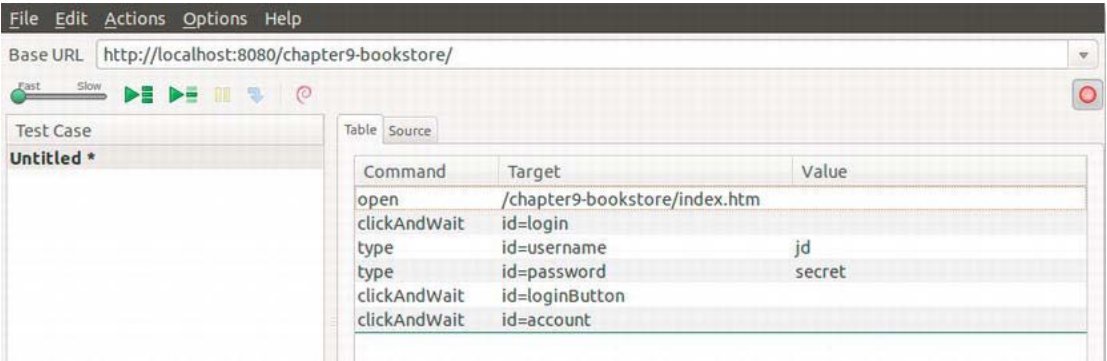 File Edit Actions Options Help
Base URL http://localhost:8080/chapter9-bookstore/
Fast Slow
Test Case
Untitled *
Table Source
Command Target Value
open /chapter9-bookstore/index.htm
clickAndWait id=login
type id=username jd
type id=password secret
clickAndWait id=loginButton
clickAndWait id=account